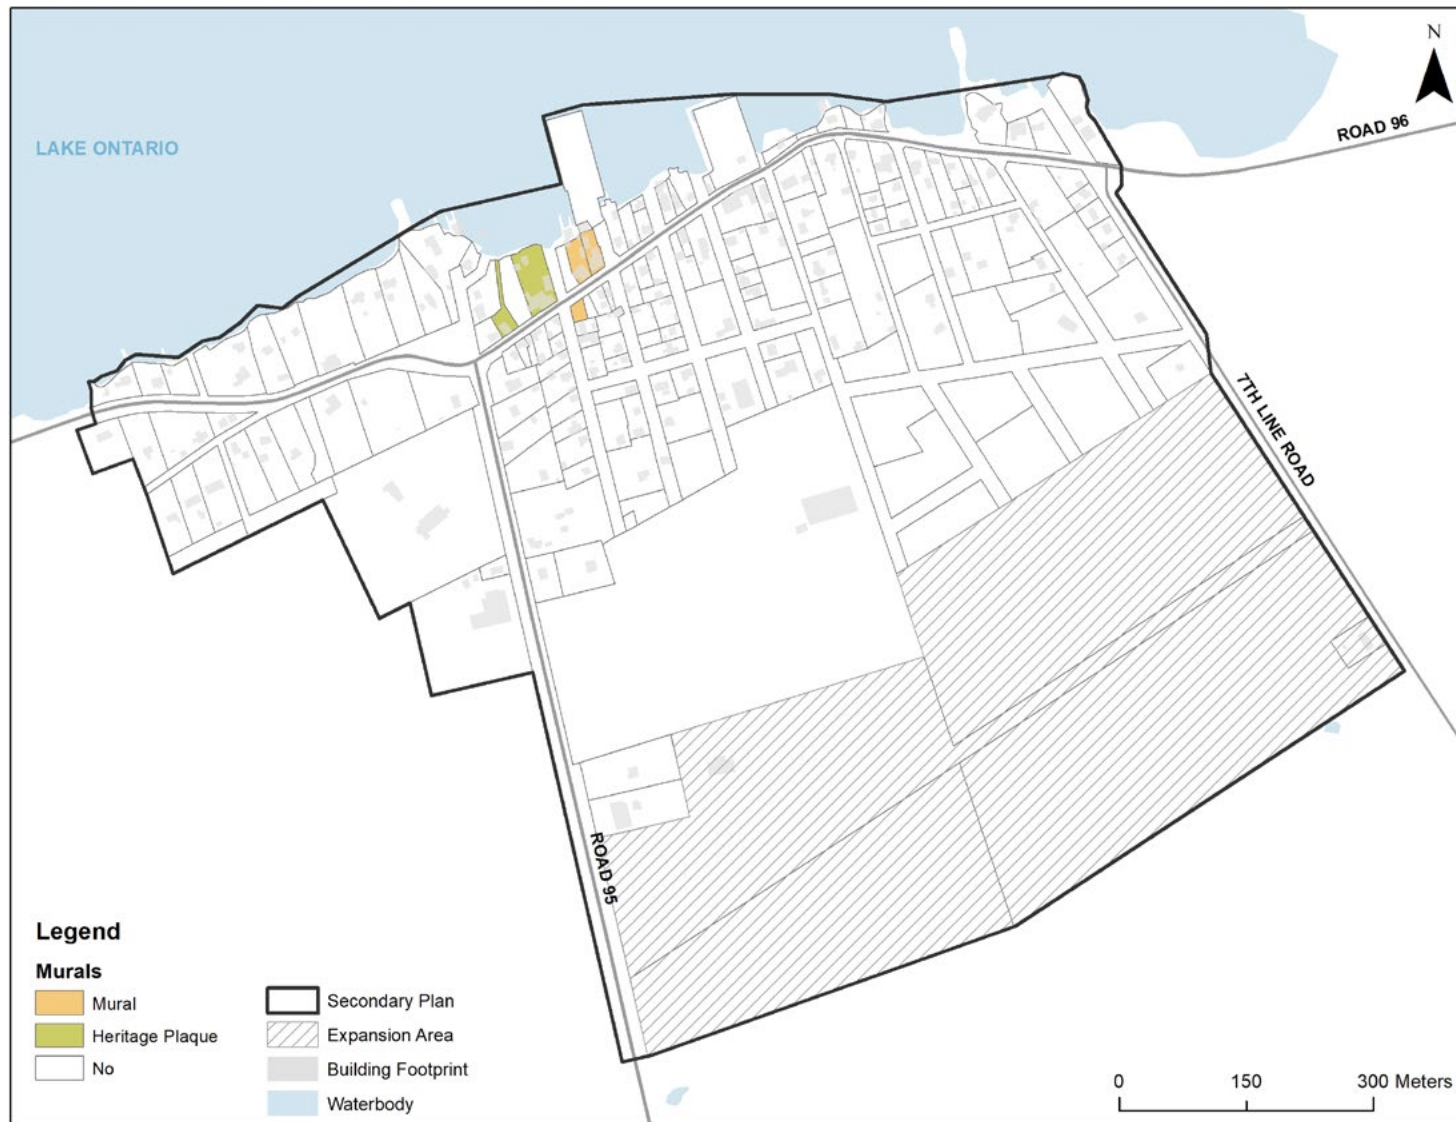 N
ROAD 96
LAKE ONTARIO
7TH LINE ROAD
ROAD 95
Legend
Murals
Mural
Heritage Plaque
No
Secondary Plan
Expansion Area
Building Footprint
Waterbody
0 150 300 Meters